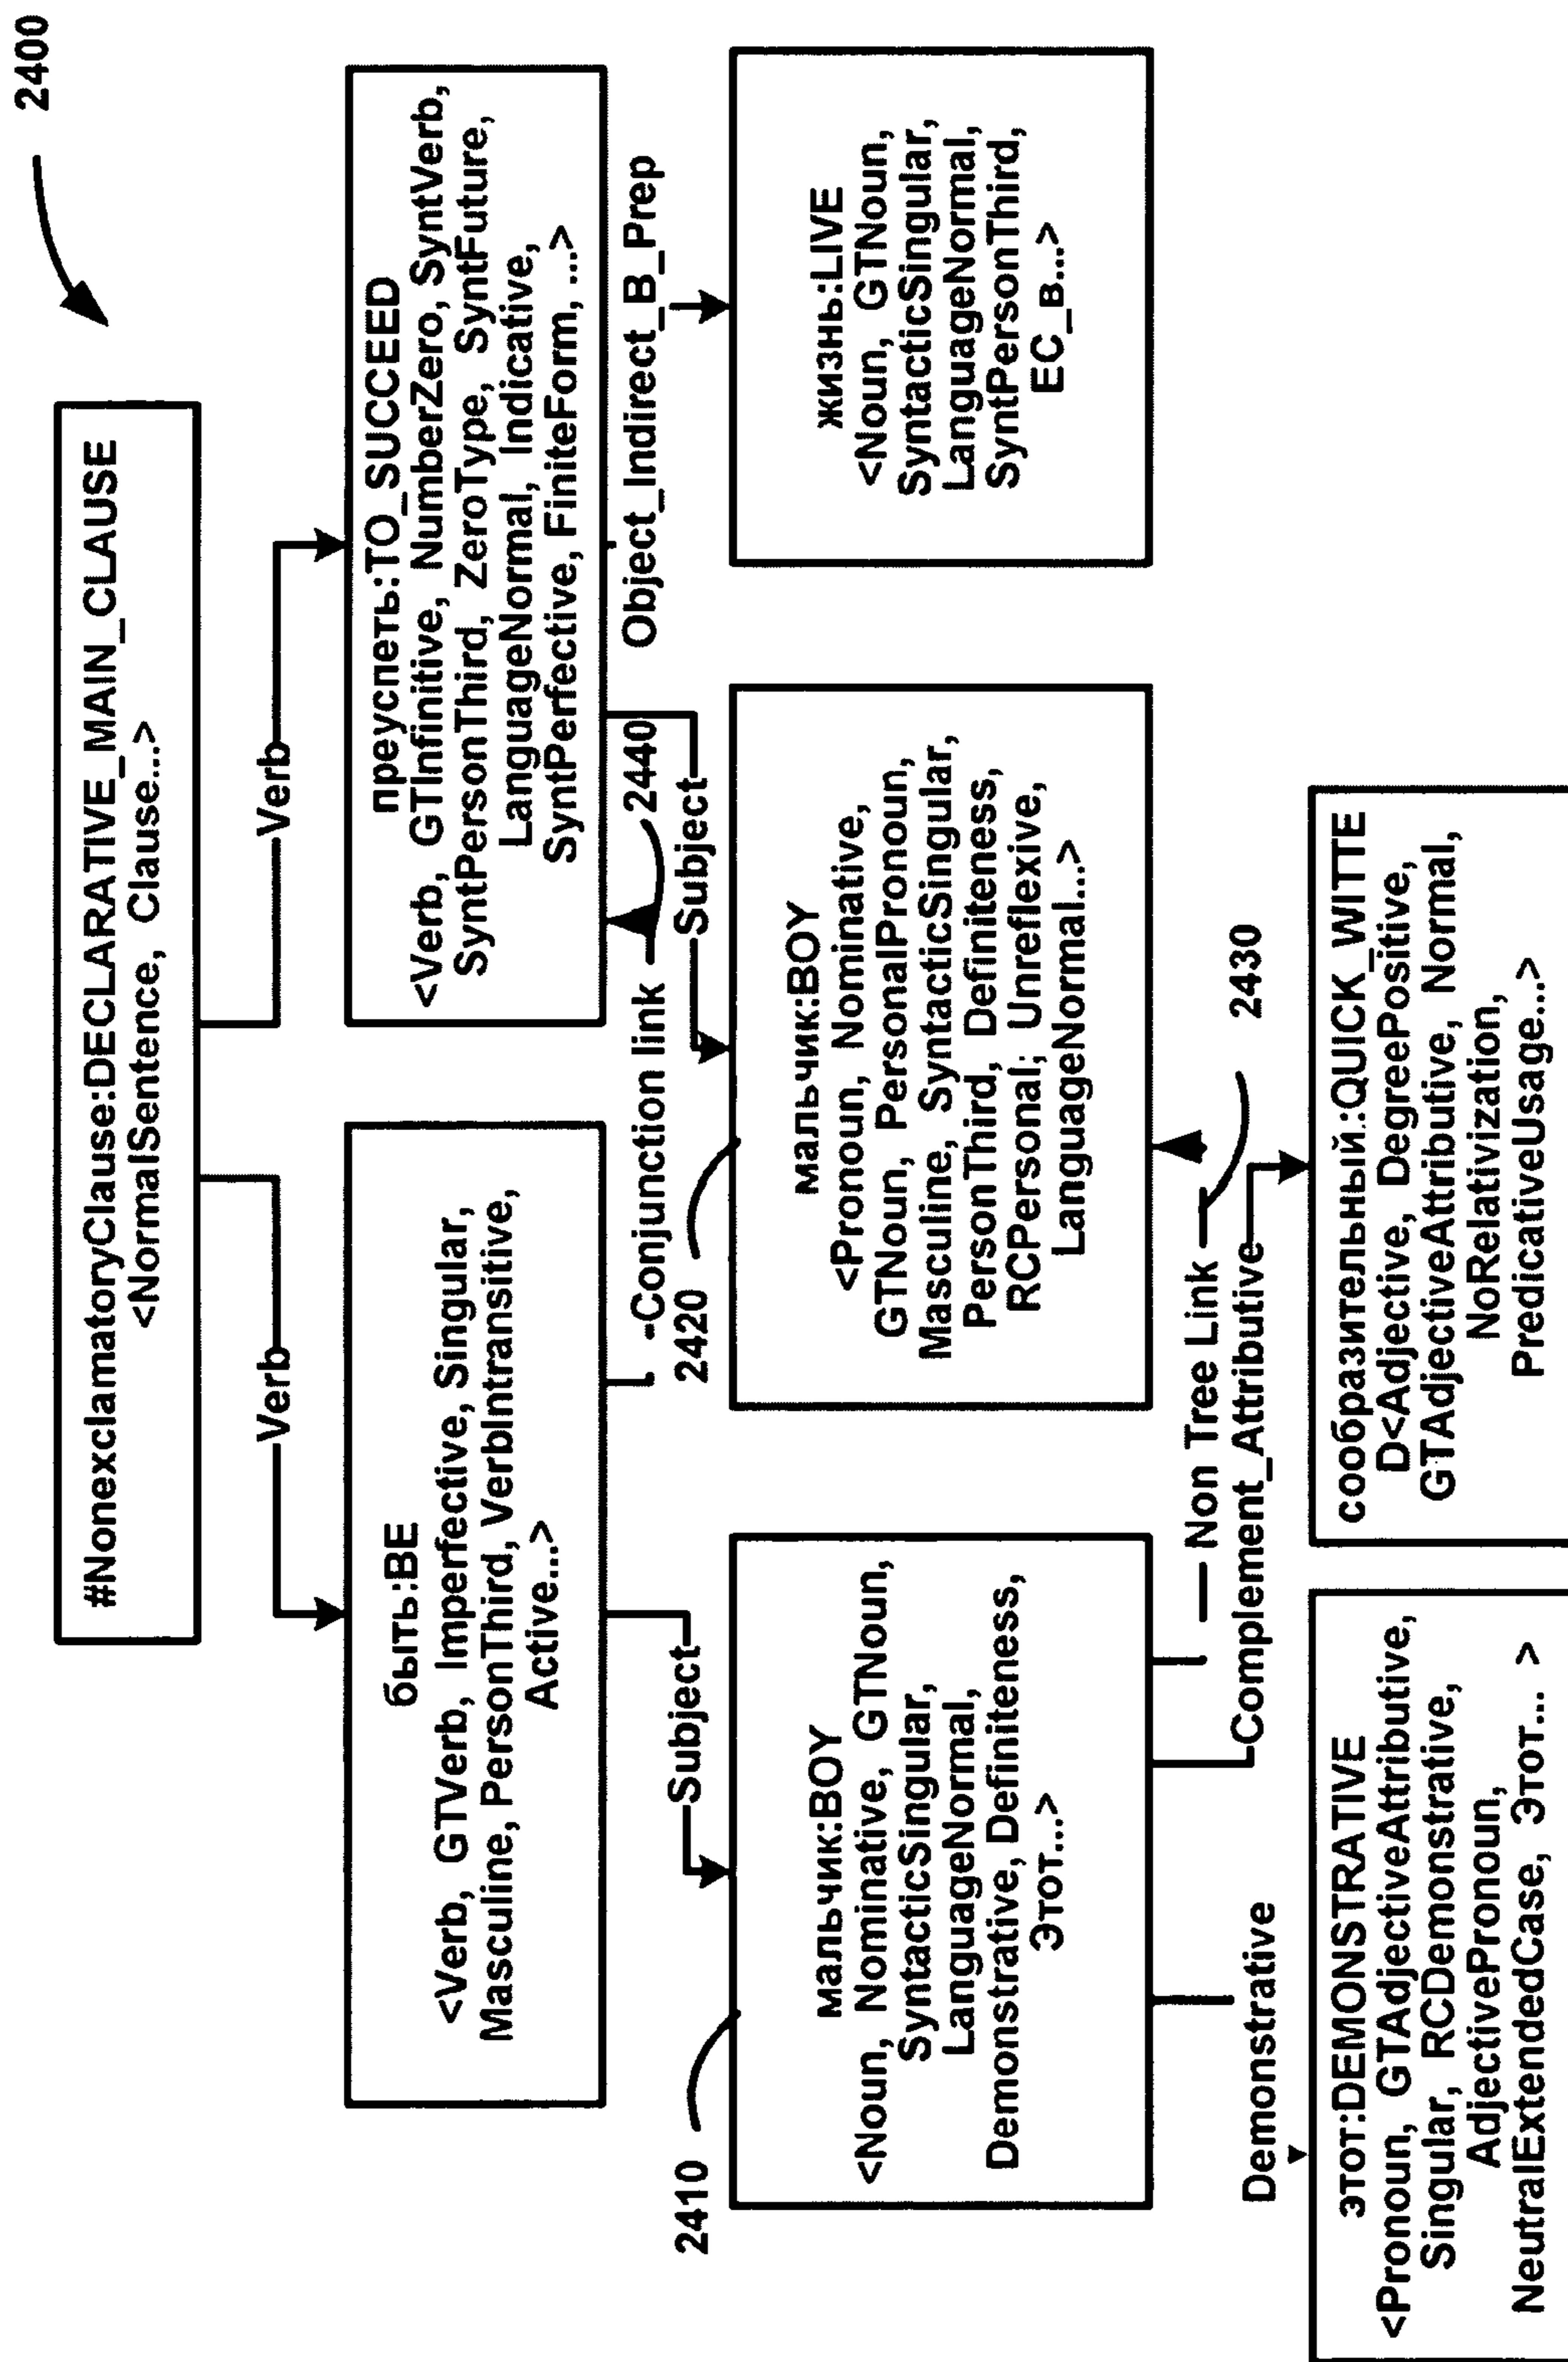 2400
#NonexclamatoryClause:DECLARATIVE_MAIN_CLAUSE
<NormalSentence, Clause...>
Verb
Verb
быть:BE
<Verb, GTVerb, Imperfective, Singular,
Masculine, PersonThird, VerbIntransitive,
Active...>
преуспеть:TO_SUCCEED
<Verb, GTInfinitive, NumberZero, SyntVerb,
SyntPersonThird, ZeroType, SyntFuture,
LanguageNormal, Indicative,
SyntPerfective, FiniteForm, ...>
Conjunction link
2440
Object_Indirect_B_Prep
Subject
Subject
2410
2420
мальчик:BOY
<Noun, Nominative, GTNoun,
SyntacticSingular,
LanguageNormal,
Demonstrative, Definiteness,
Этот...>
мальчик:BOY
<Pronoun, Nominative,
GTNoun, PersonalPronoun,
Masculine, SyntacticSingular,
PersonThird, Definiteness,
RCPersonal; Unreflexive,
LanguageNormal...>
жизнь:LIVE
<Noun, GTNoun,
SyntacticSingular,
LanguageNormal,
SyntPersonThird,
EC_в...>
Non Tree Link
2430
Demonstrative
Complement_Attributive
этот:DEMONSTRATIVE
<Pronoun, GTAdjectiveAttributive,
Singular, RCDemonstrative,
AdjectivePronoun,
NeutralExtendedCase, Этот... >
сообразительный:QUICK_WITTE
D<Adjective, DegreePositive,
GTAdjectiveAttributive, Normal,
NoRelativization,
PredicativeUsage...>